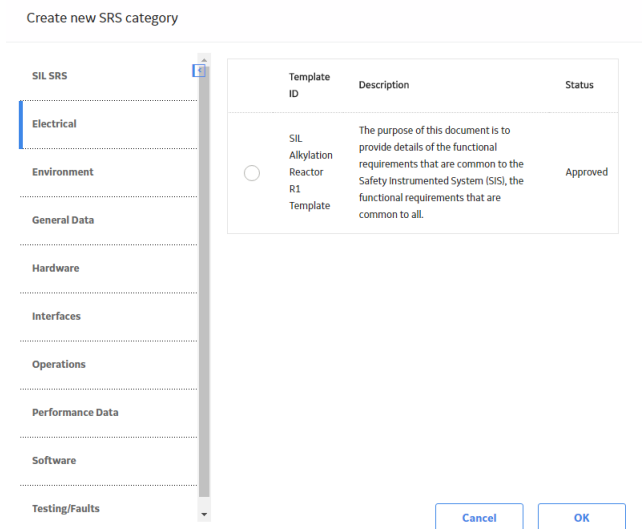 Create new SRS category
SIL SRS
Electrical
Environment
General Data
Hardware
Interfaces
Operations
Performance Data
Software
Testing/Faults
Template
ID
Description
Status
SIL
Alkylation
Reactor
R1
Template
The purpose of this document is to
provide details of the functional
requirements that are common to the
Safety Instrumented System (SIS), the
functional requirements that are
common to all.
Approved
Cancel
OK